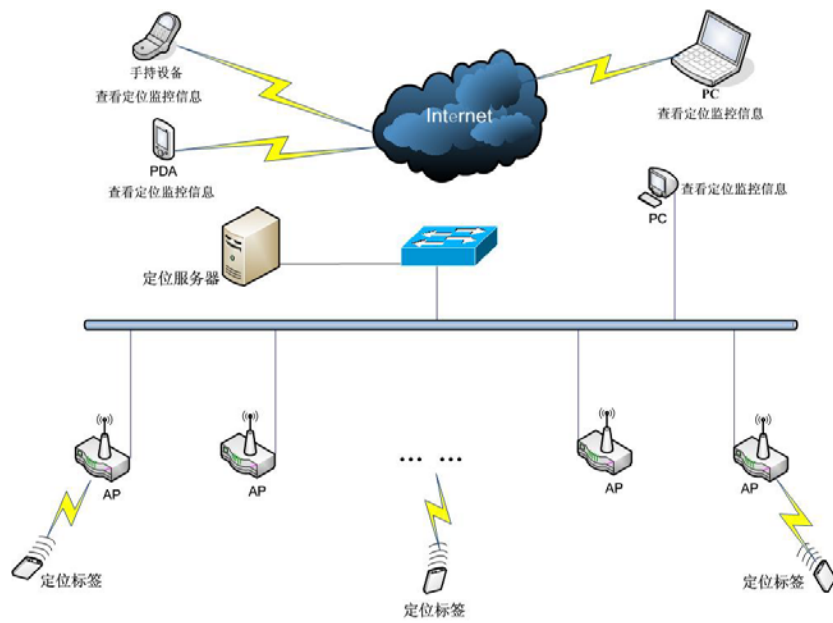 手持设备
查看定位监控信息
Internet
PC
查看定位监控信息
PDA
查看定位监控信息
查看定位监控信息
PC
定位服务器
AP
AP
... ...
AP
AP
定位标签
定位标签
定位标签